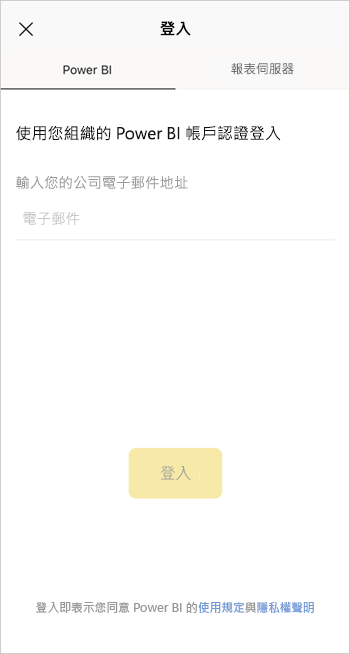 登入
Power BI
報表伺服器
使用您組織的 Power BI 帳戶認證登入
輸入您的公司電子郵件地址
電子郵件
登入
登入即表示您同意 Power BI 的使用規定與隱私權聲明